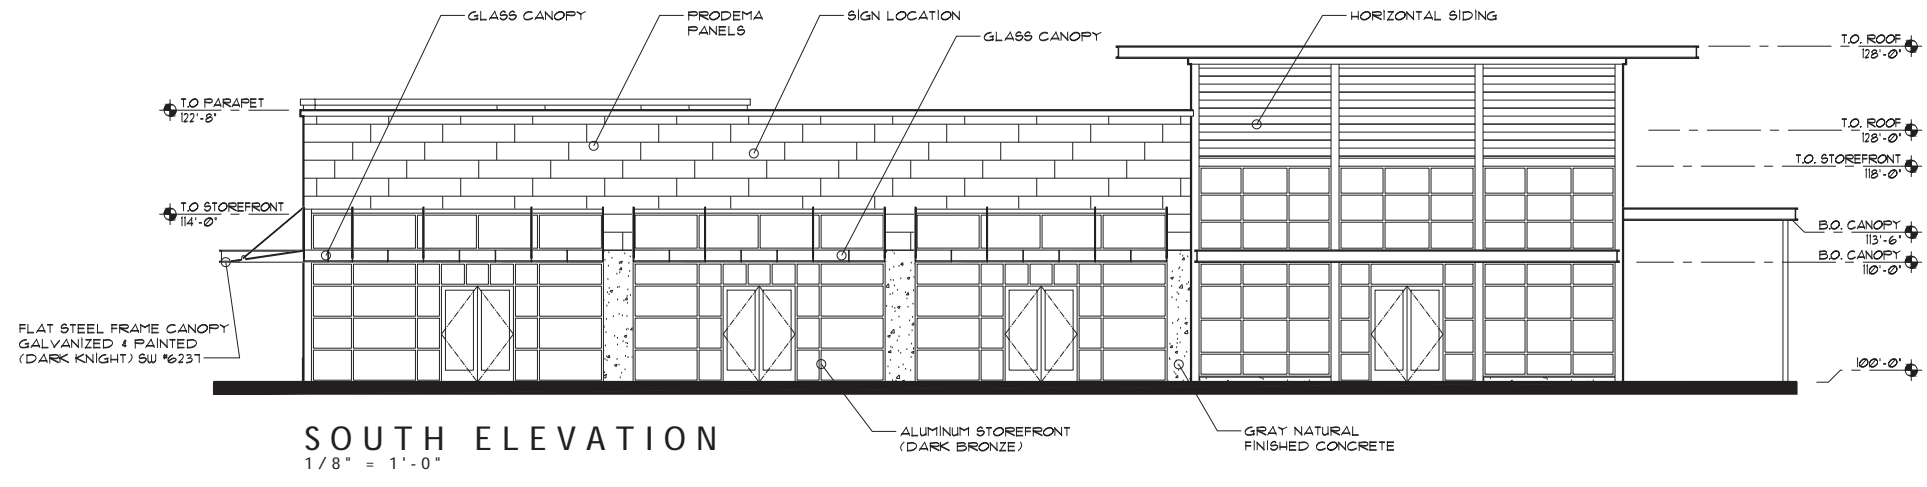 GLASS CANOPY
PRODEMA
PANELS
SIGN LOCATION
GLASS CANOPY
HORIZONTAL SIDING
T.O. ROOF
128'-0"
T.O PARAPET
122'-8"
T.O. ROOF
128'-0"
T.O. STOREFRONT
118'-0"
T.O STOREFRONT
114'-0"
B.O. CANOPY
113'-6"
B.O. CANOPY
110'-0"
FLAT STEEL FRAME CANOPY
GALVANIZED & PAINTED
(DARK KNIGHT) SW #6237
100'-0"
ALUMINUM STOREFRONT
(DARK BRONZE)
GRAY NATURAL
FINISHED CONCRETE
SOUTH ELEVATION
1/8" = 1'-0"